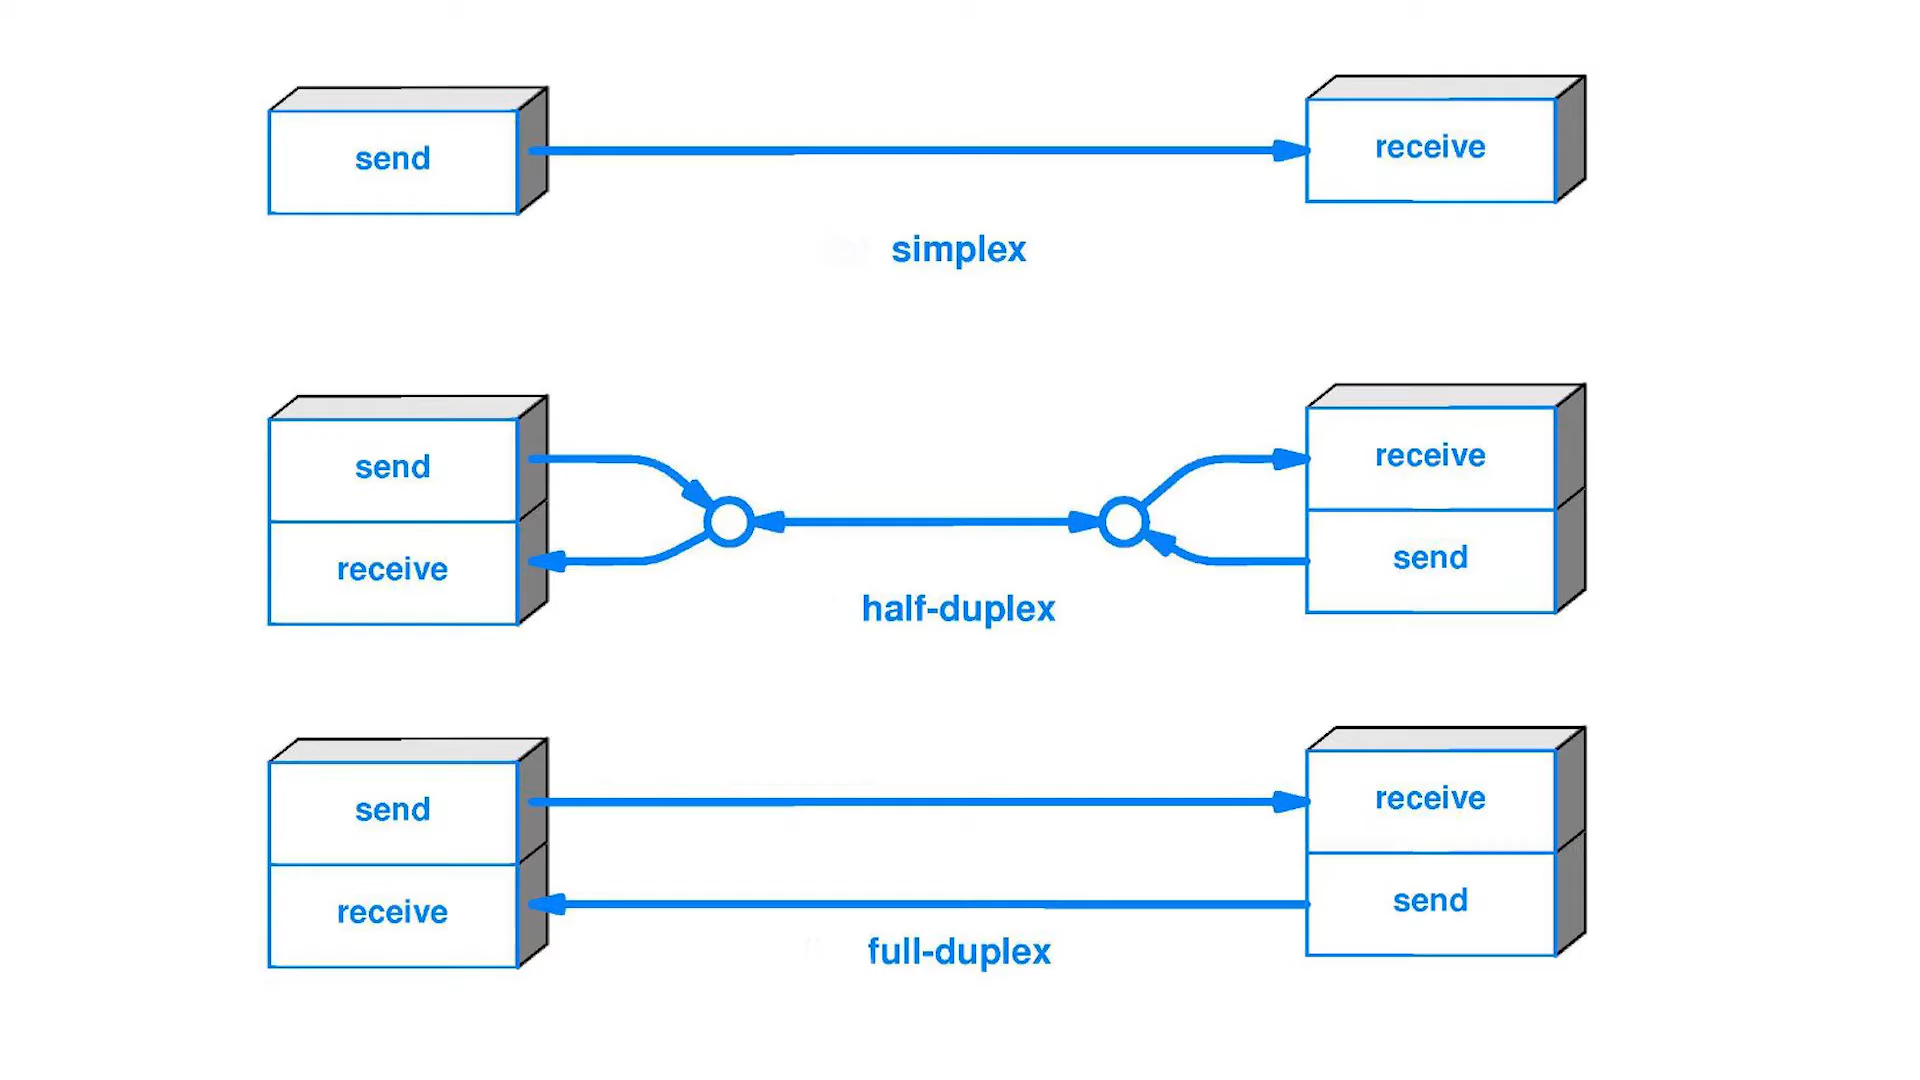 send
receive
simplex
send
receive
receive
send
half-duplex
send
receive
receive
send
full-duplex